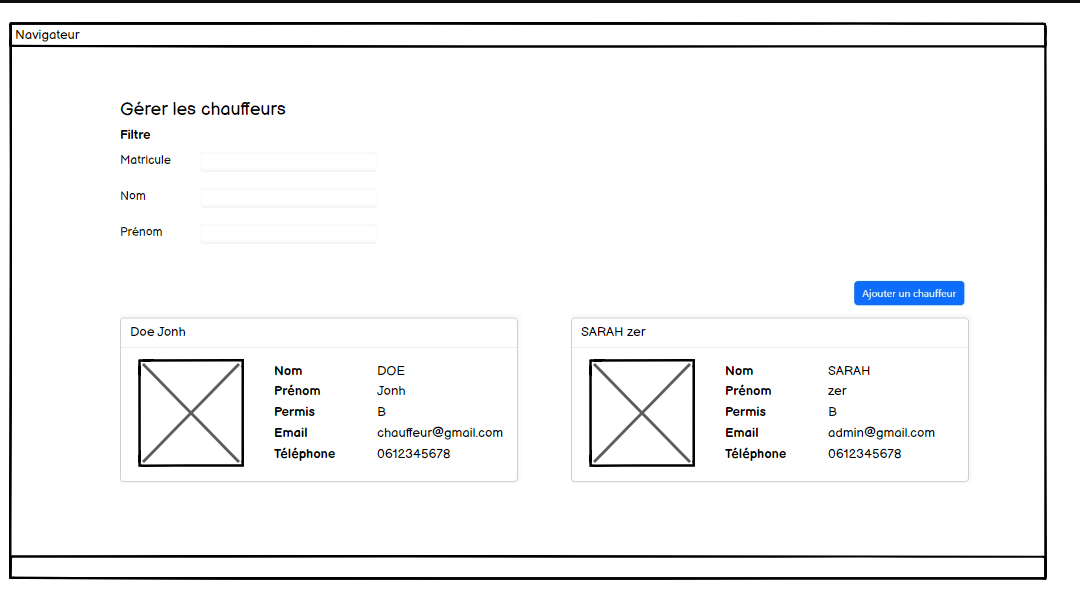 Navigateur
Gérer les chauffeurs
Filtre
Matricule
Nom
Prénom
Ajouter un chauffeur
Doe Jonh
Nom DOE
Prénom Jonh
Permis B
Email chauffeur@gmail.com
Téléphone 0612345678
SARAH zer
Nom SARAH
Prénom zer
Permis B
Email admin@gmail.com
Téléphone 0612345678